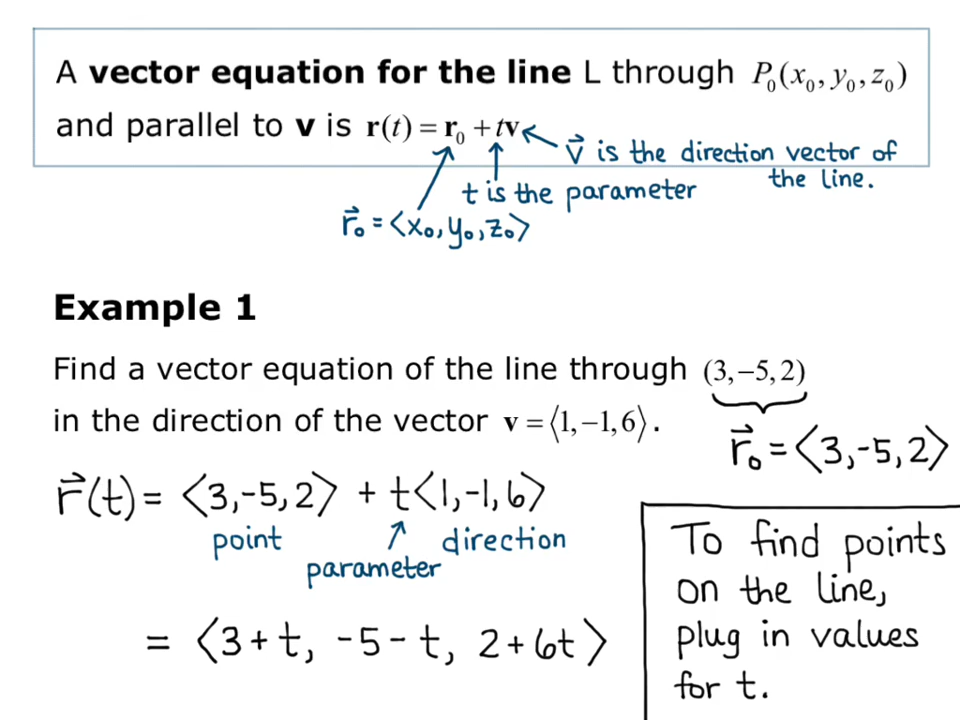 A vector equation for the line L through P₀(x₀, y₀, z₀)
and parallel to v is r(t) = r₀ + tv
v⃗ is the direction vector of
the line.
t is the parameter
r⃗₀ = ⟨x₀, y₀, z₀⟩
Example 1
Find a vector equation of the line through (3, −5, 2)
in the direction of the vector v = ⟨1, −1, 6⟩.
r⃗₀ = ⟨3, -5, 2⟩
r⃗(t) = ⟨3, -5, 2⟩ + t⟨1, -1, 6⟩
point direction
parameter
= ⟨3 + t, -5 - t, 2 + 6t⟩
To find points
on the line,
plug in values
for t.